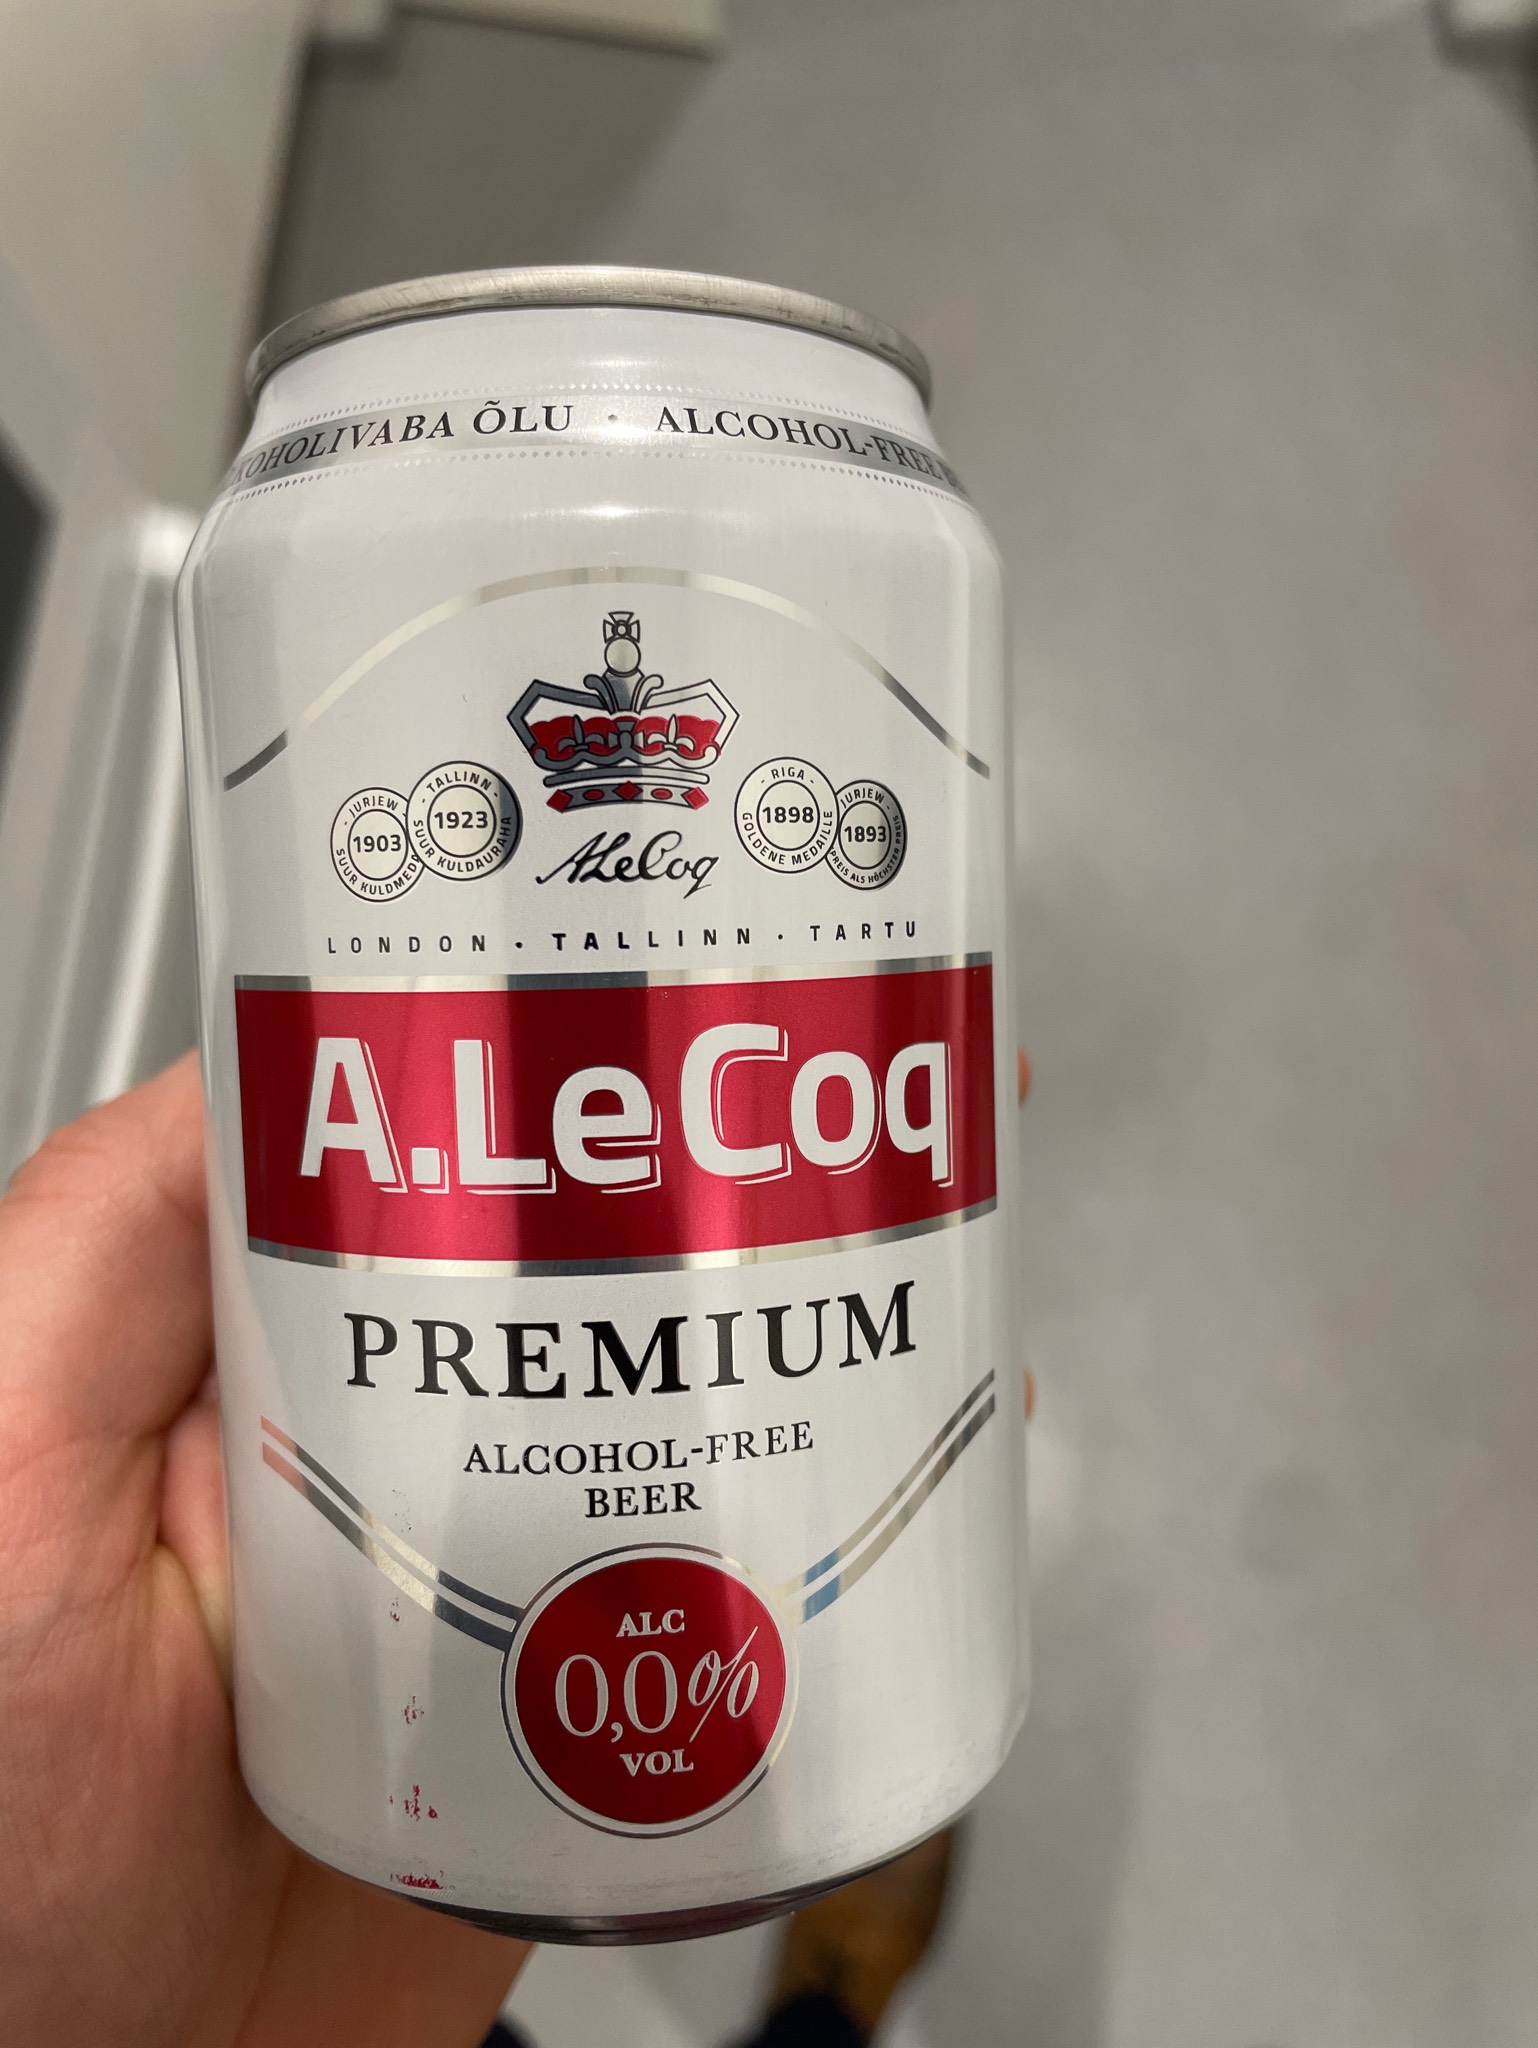 KOHOLIVABA ÕLU · ALCOHOL-FREE
- JURJEW -
1903
SUUR KULDMEDA
- TALLINN -
1923
SUUR KULDAURAHA
- RIGA -
1898
GOLDENE MEDAILLE
- JURJEW -
1893
PREIS ALS HÖCHSTER PREIS
A.LeCoq
LONDON · TALLINN · TARTU
A.LeCoq
PREMIUM
ALCOHOL-FREE
BEER
ALC
0,0%
VOL